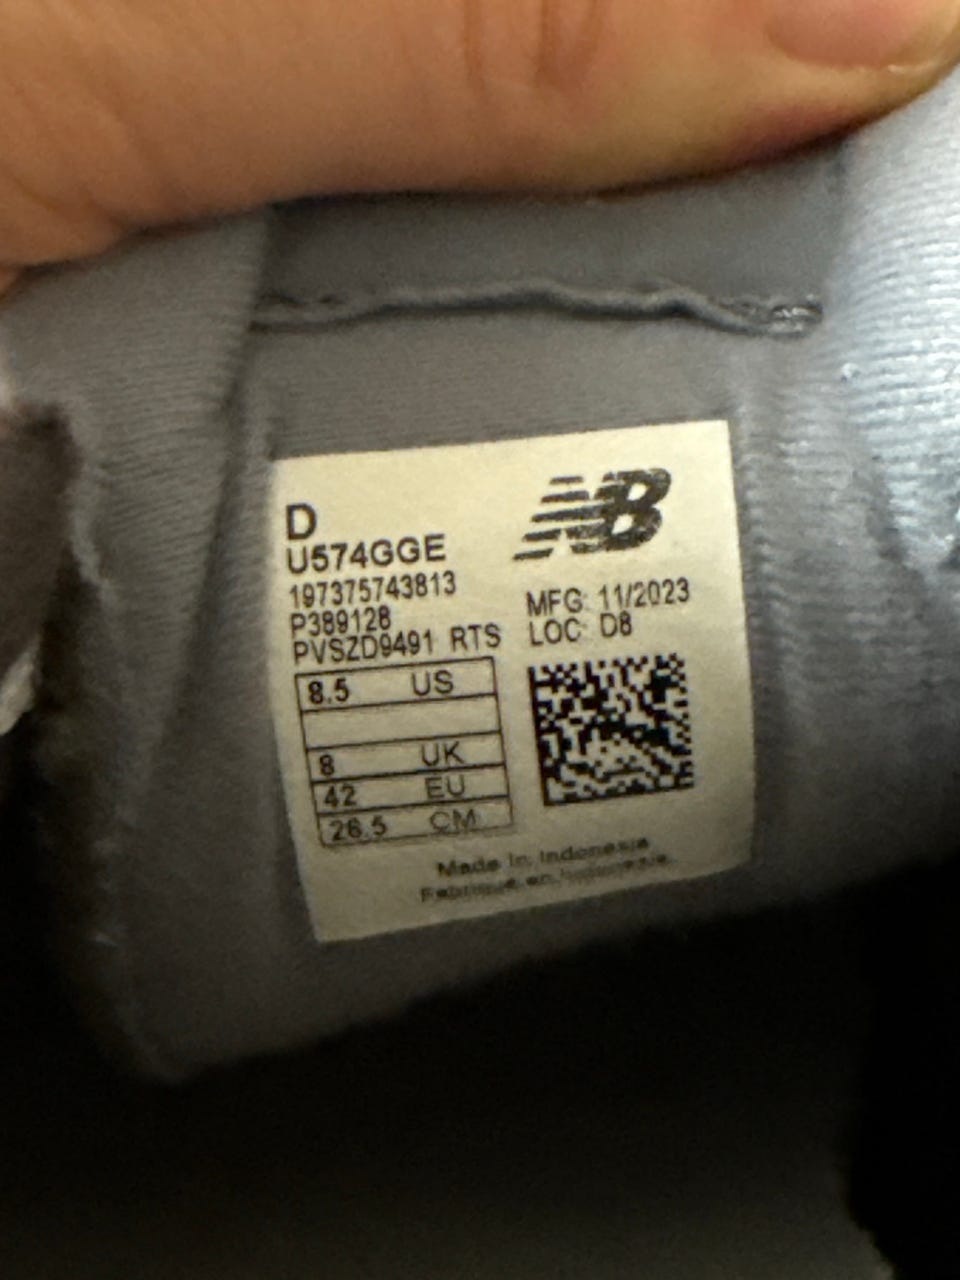 D
NB
U574GGE
197375743813
P389128
PVSZD9491 RTS
MFG: 11/2023
LOC: D8
8.5 US
8 UK
42 EU
26.5 CM
Made in Indonesia
Fabriqué en Indonésie